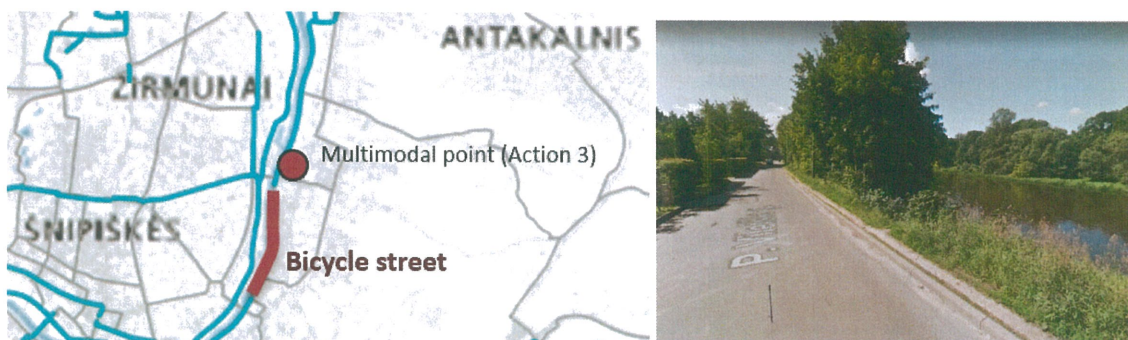 ANTAKALNIS
ŽIRMŪNAI
Multimodal point (Action 3)
ŠNIPIŠKĖS
Bicycle street